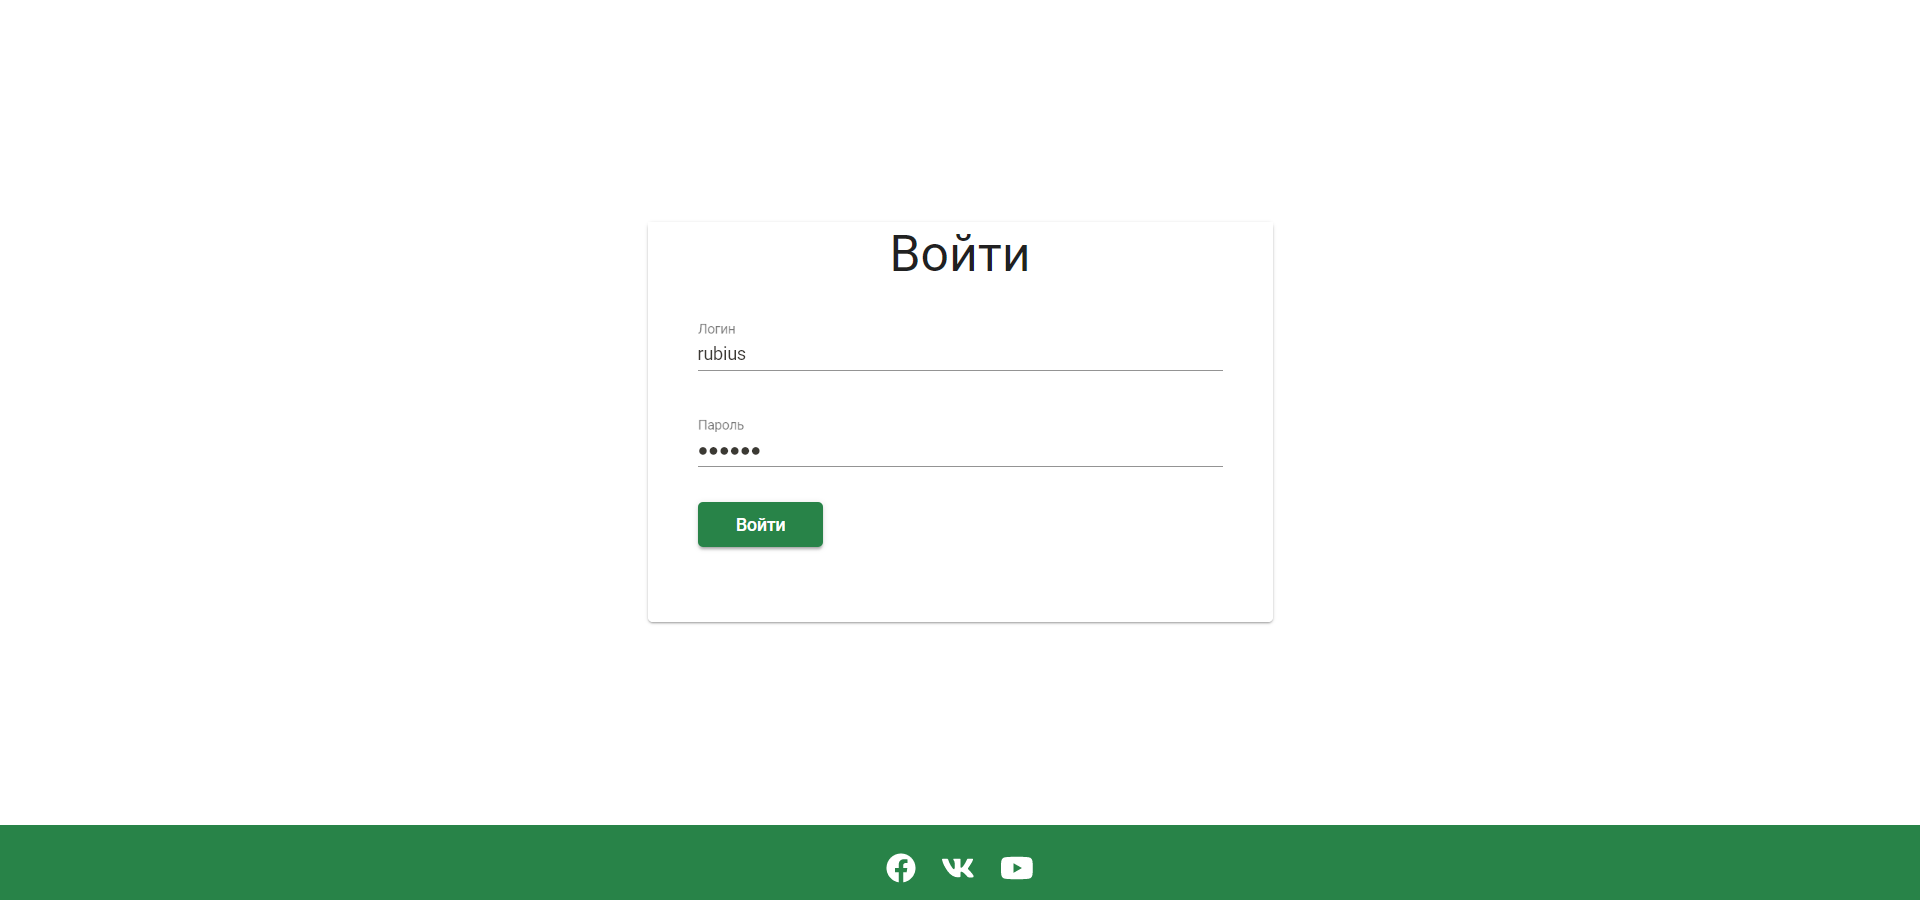 Войти
Логин
rubius
Пароль
••••••
Войти